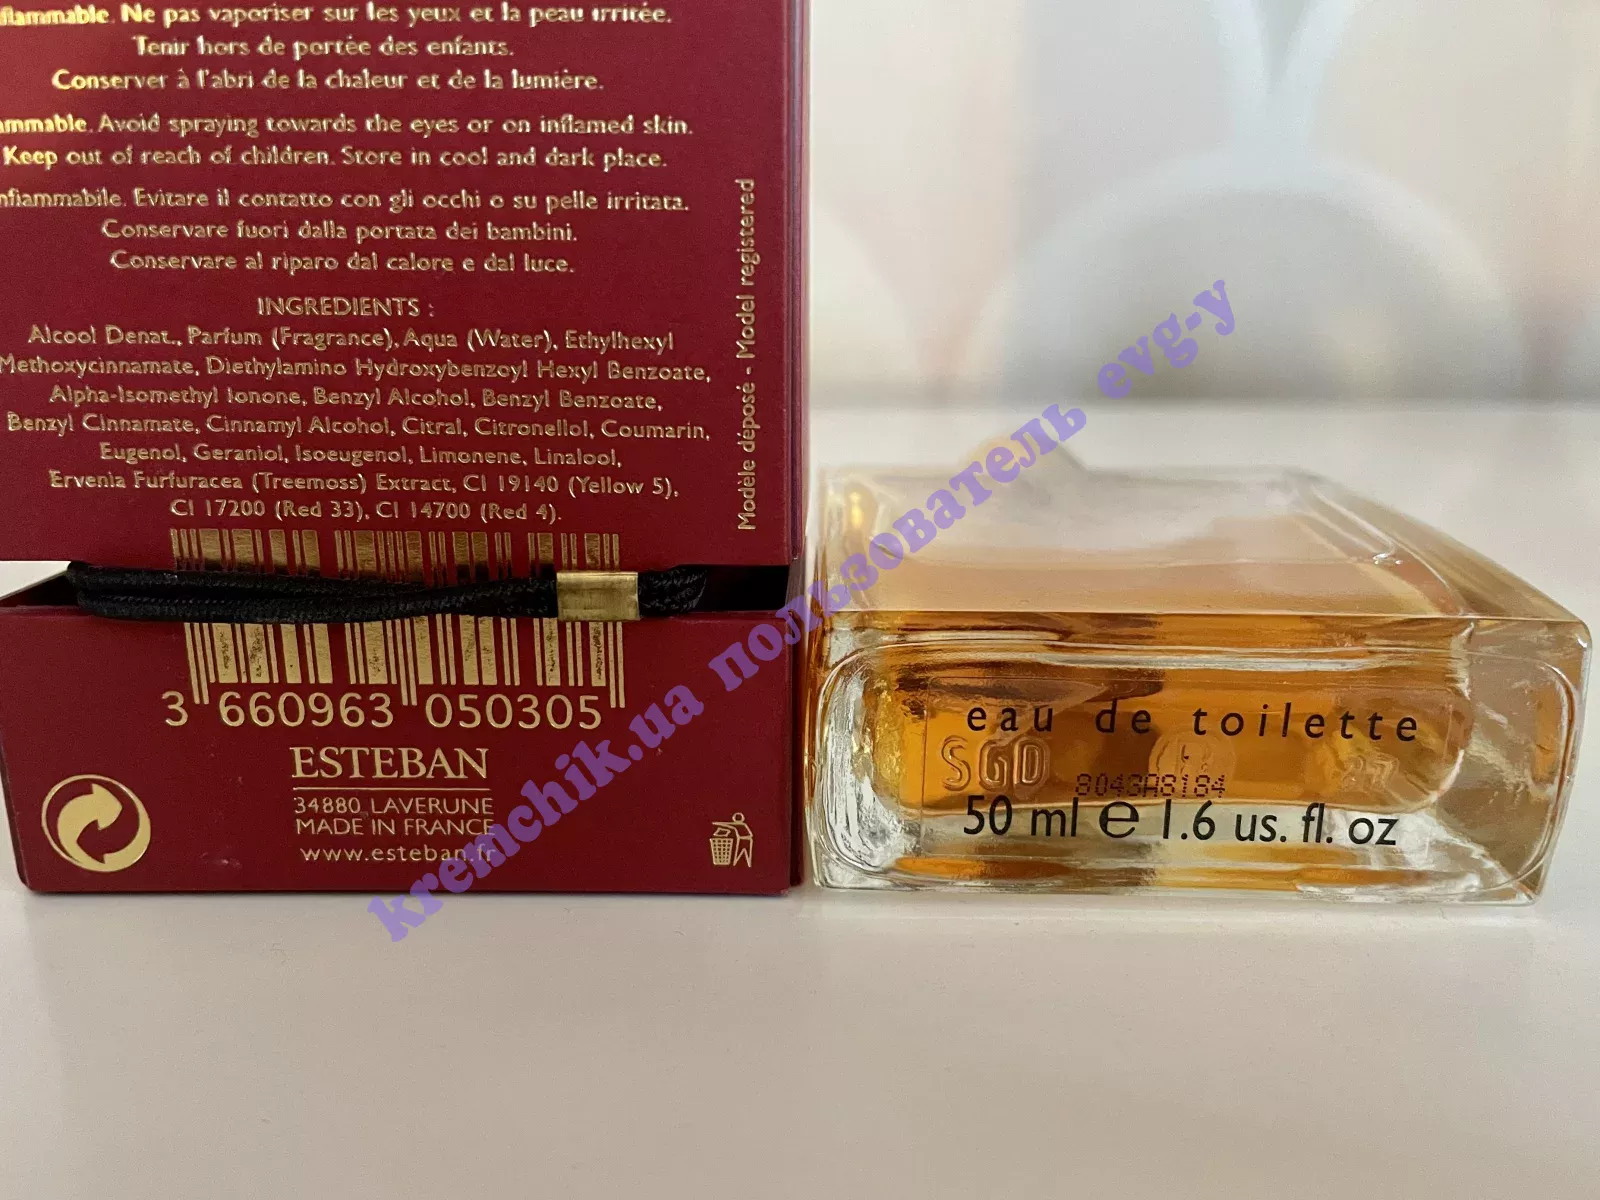 flammable. Ne pas vaporiser sur les yeux et la peau irritée.
Tenir hors de portée des enfants.
Conserver à l'abri de la chaleur et de la lumière.
ammable. Avoid spraying towards the eyes or on inflamed skin.
Keep out of reach of children. Store in cool and dark place.
nfiammabile. Evitare il contatto con gli occhi o su pelle irritata.
Conservare fuori dalla portata dei bambini.
Conservare al riparo dal calore e dal luce.
INGREDIENTS :
Alcool Denat., Parfum (Fragrance), Aqua (Water), Ethylhexyl
Methoxycinnamate, Diethylamino Hydroxybenzoyl Hexyl Benzoate,
Alpha-Isomethyl Ionone, Benzyl Alcohol, Benzyl Benzoate,
Benzyl Cinnamate, Cinnamyl Alcohol, Citral, Citronellol, Coumarin,
Eugenol, Geraniol, Isoeugenol, Limonene, Linalool,
Ervenia Furfuracea (Treemoss) Extract, CI 19140 (Yellow 5),
CI 17200 (Red 33), CI 14700 (Red 4).
Modèle déposé - Model registered
3 660963 050305
ESTEBAN
34880 LAVERUNE
MADE IN FRANCE
www.esteban.fr
eau de toilette
SGD
8043A8184
50 ml e 1.6 us. fl. oz
kremchik.ua пользователь evg-y